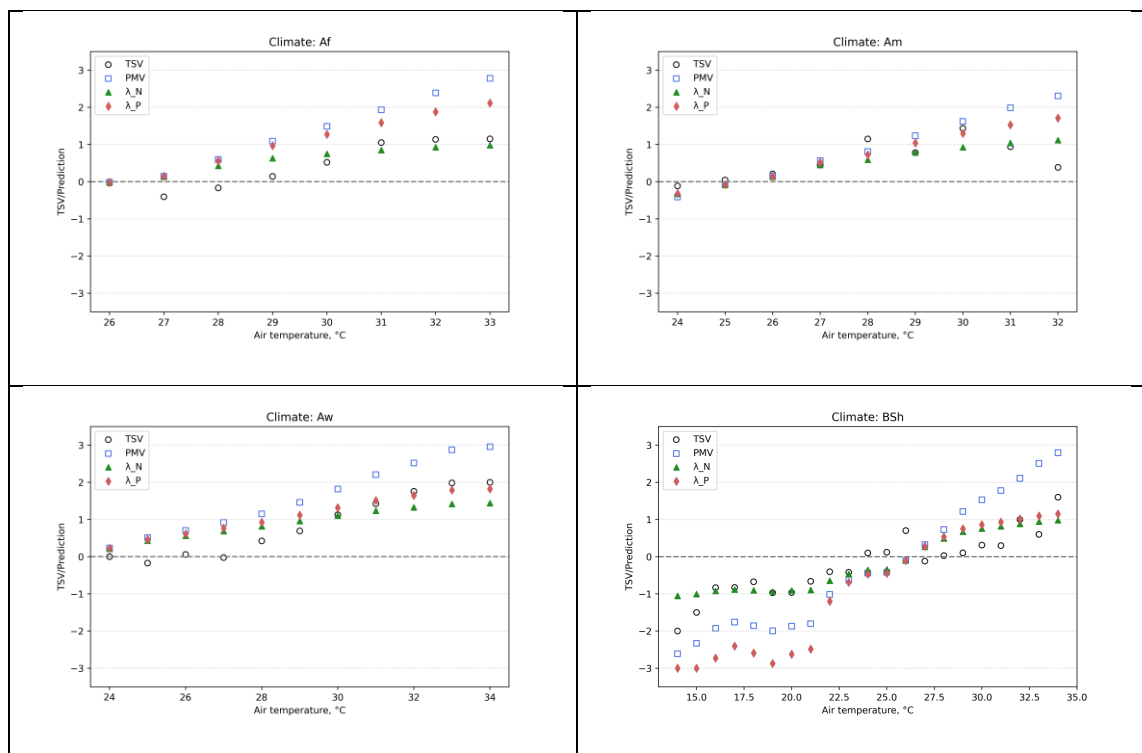 Climate: Af
TSV
PMV
λ_N
λ_P
3
2
1
0
−1
−2
−3
TSV/Prediction
26 27 28 29 30 31 32 33
Air temperature, °C
Climate: Am
TSV
PMV
λ_N
λ_P
3
2
1
0
−1
−2
−3
TSV/Prediction
24 25 26 27 28 29 30 31 32
Air temperature, °C
Climate: Aw
TSV
PMV
λ_N
λ_P
3
2
1
0
−1
−2
−3
TSV/Prediction
24 26 28 30 32 34
Air temperature, °C
Climate: BSh
TSV
PMV
λ_N
λ_P
3
2
1
0
−1
−2
−3
TSV/Prediction
15.0 17.5 20.0 22.5 25.0 27.5 30.0 32.5 35.0
Air temperature, °C